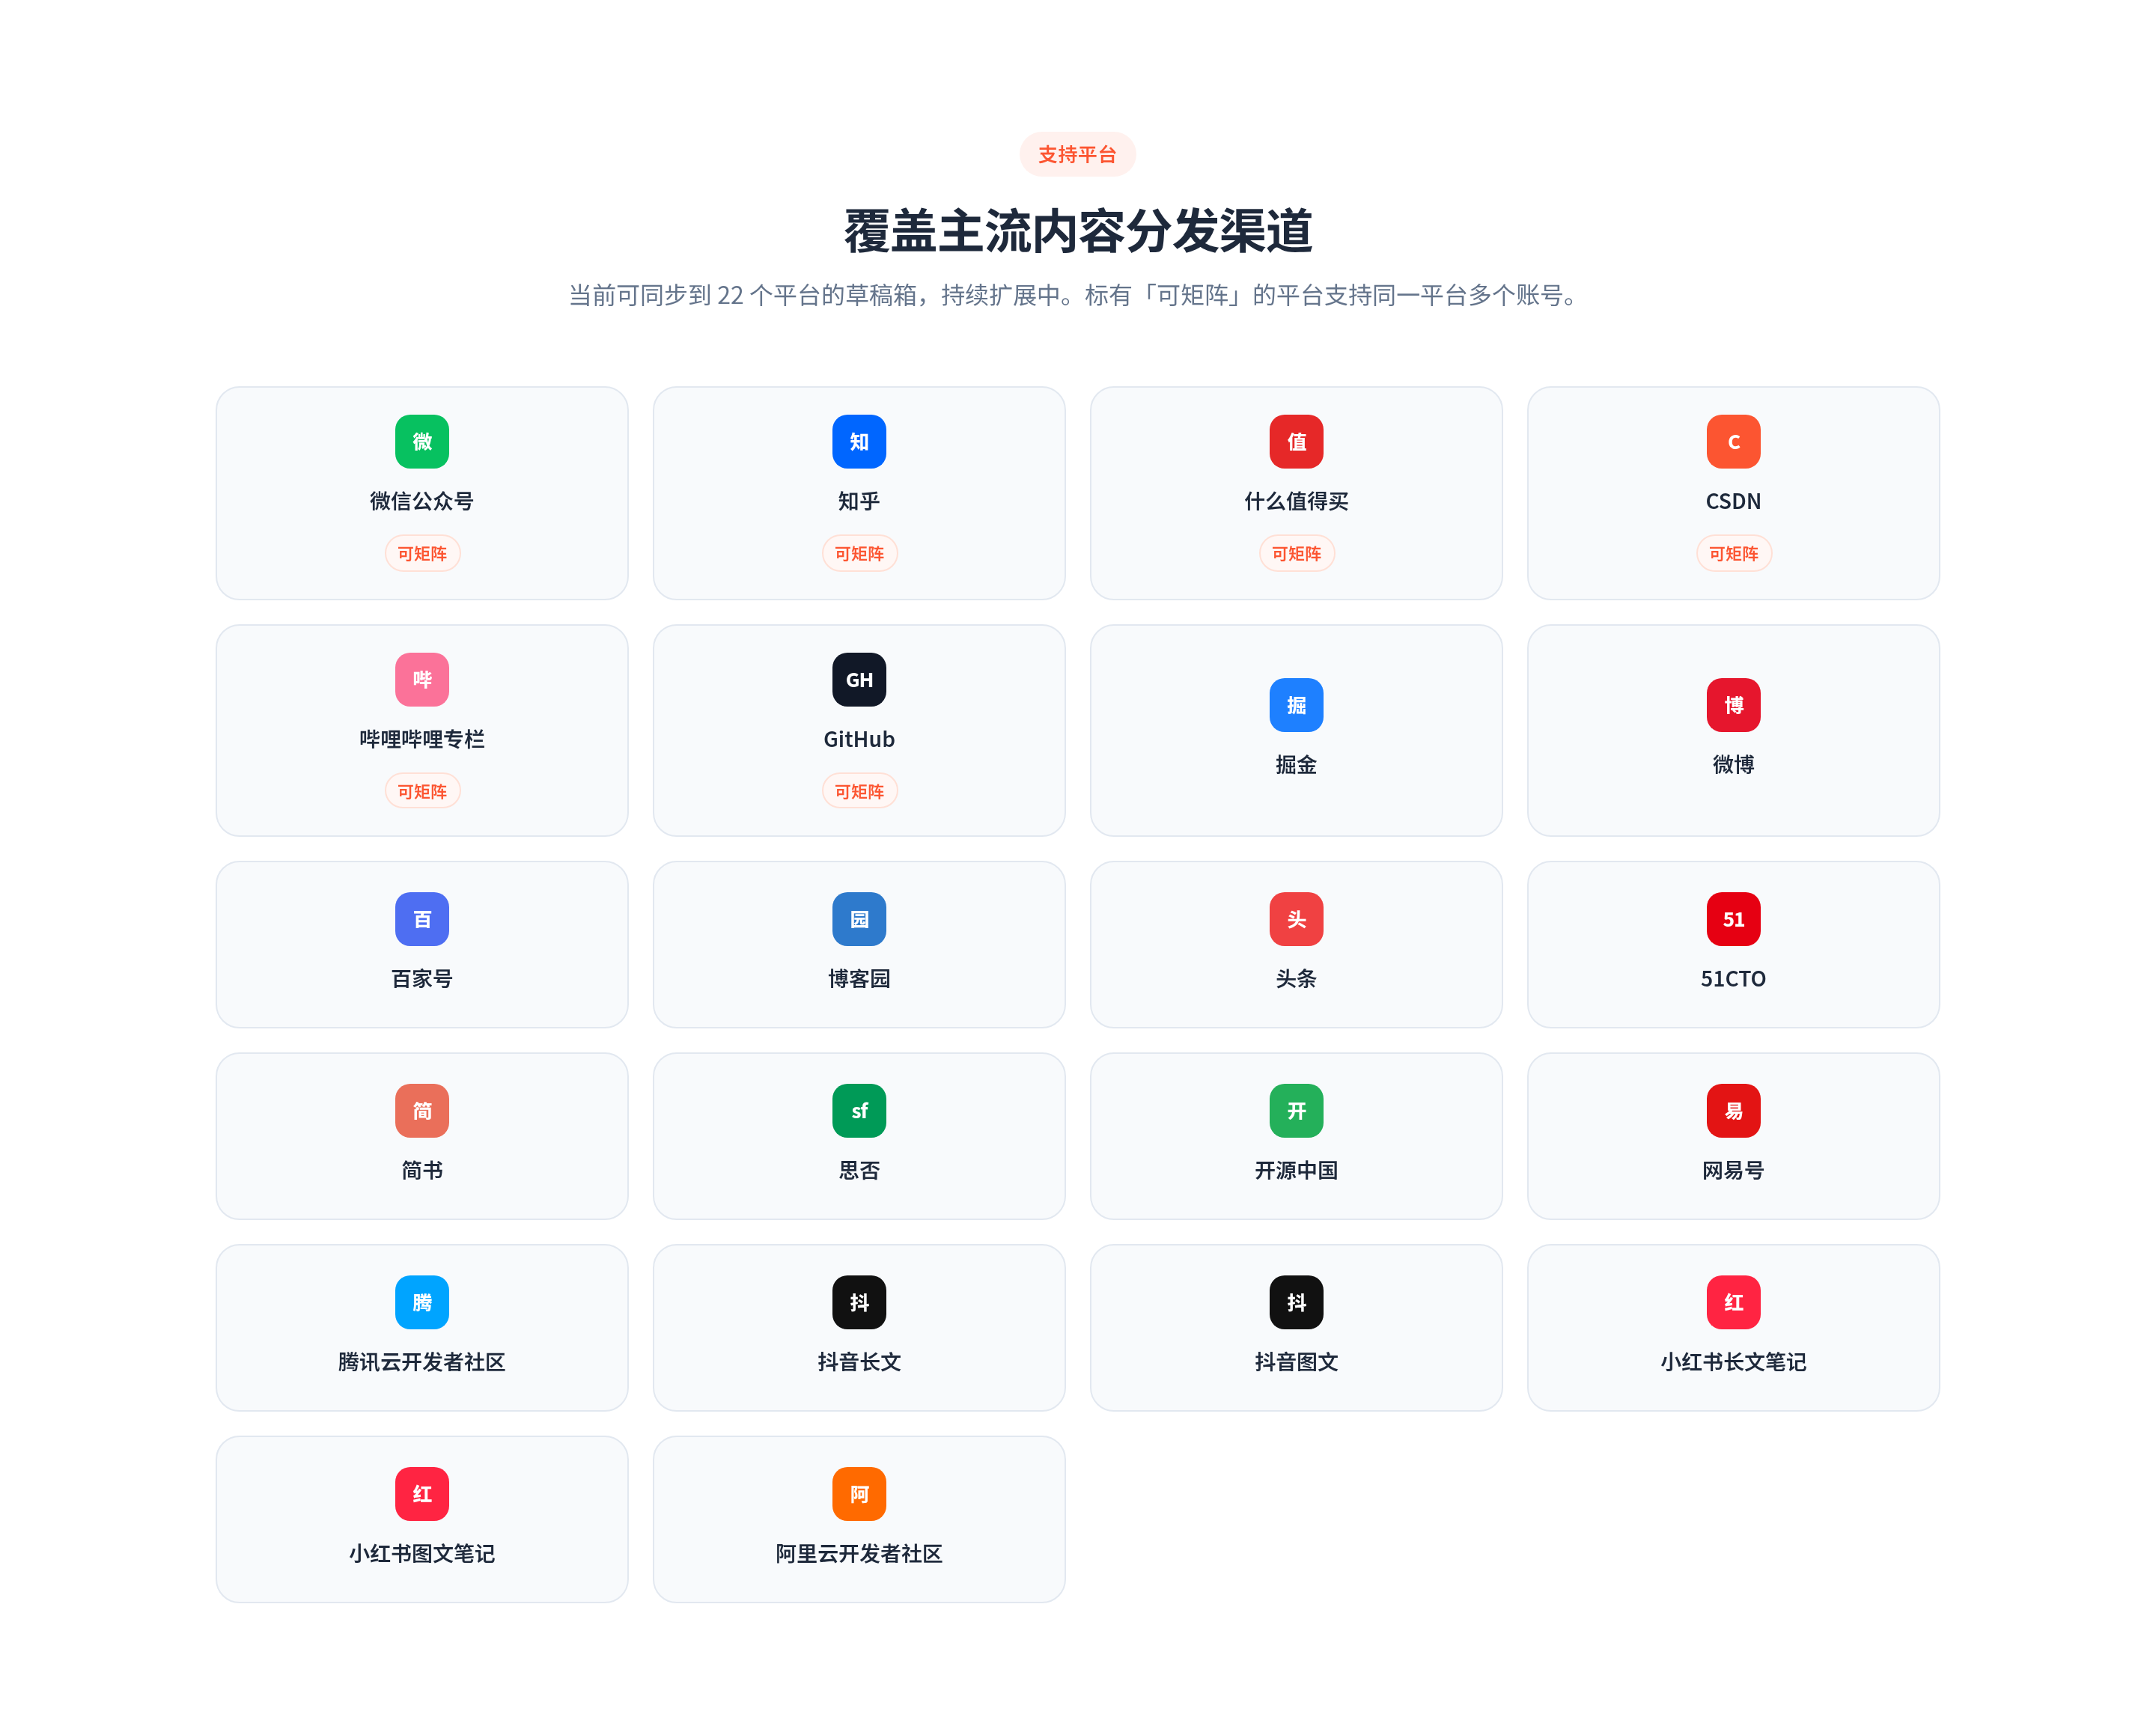 支持平台
覆盖主流内容分发渠道
当前可同步到 22 个平台的草稿箱，持续扩展中。标有「可矩阵」的平台支持同一平台多个账号。
微
微信公众号
可矩阵
知
知乎
可矩阵
值
什么值得买
可矩阵
C
CSDN
可矩阵
哔
哔哩哔哩专栏
可矩阵
GH
GitHub
可矩阵
掘
掘金
博
微博
百
百家号
园
博客园
头
头条
51
51CTO
简
简书
sf
思否
开
开源中国
易
网易号
腾
腾讯云开发者社区
抖
抖音长文
抖
抖音图文
红
小红书长文笔记
红
小红书图文笔记
阿
阿里云开发者社区